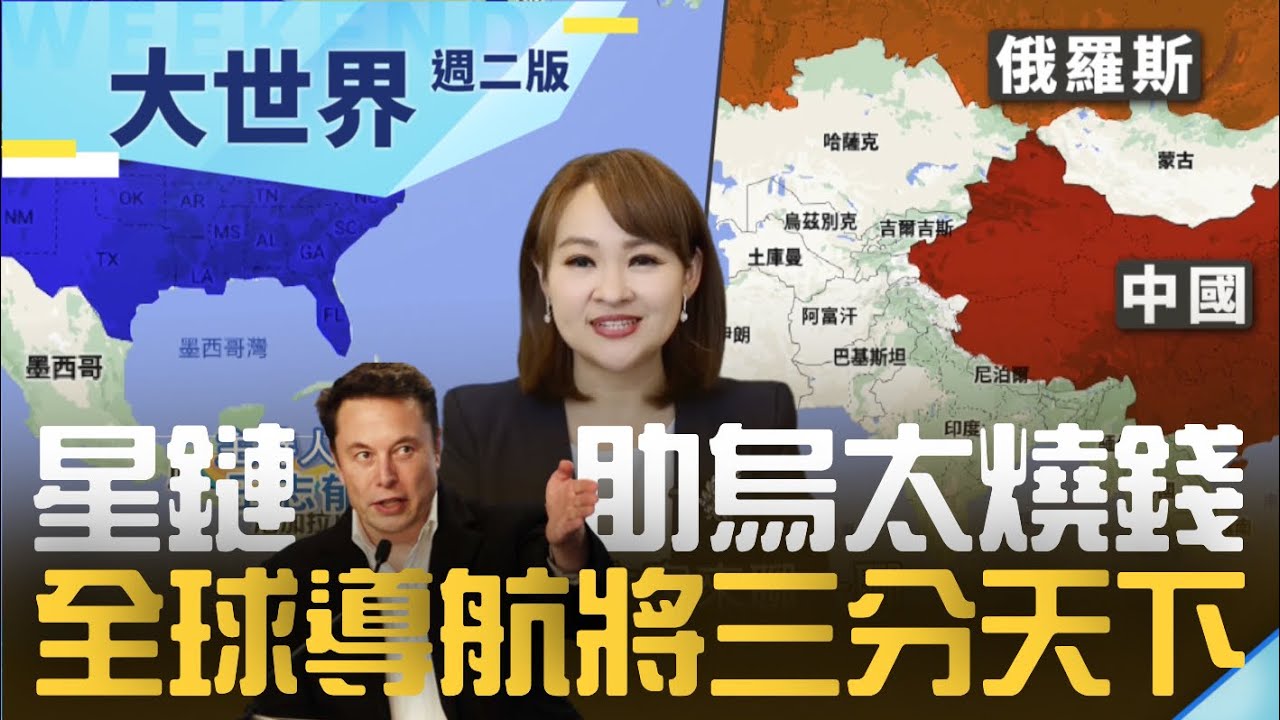 WEEKEND
大世界 週二版
俄羅斯
哈薩克
蒙古
烏茲別克
吉爾吉斯
土庫曼
中國
阿富汗
伊朗
巴基斯坦
尼泊爾
印度
OK
AR
TN
NM
MS
AL
SC
TX
GA
LA
FL
墨西哥灣
墨西哥
星鏈 助烏太燒錢
全球導航將三分天下